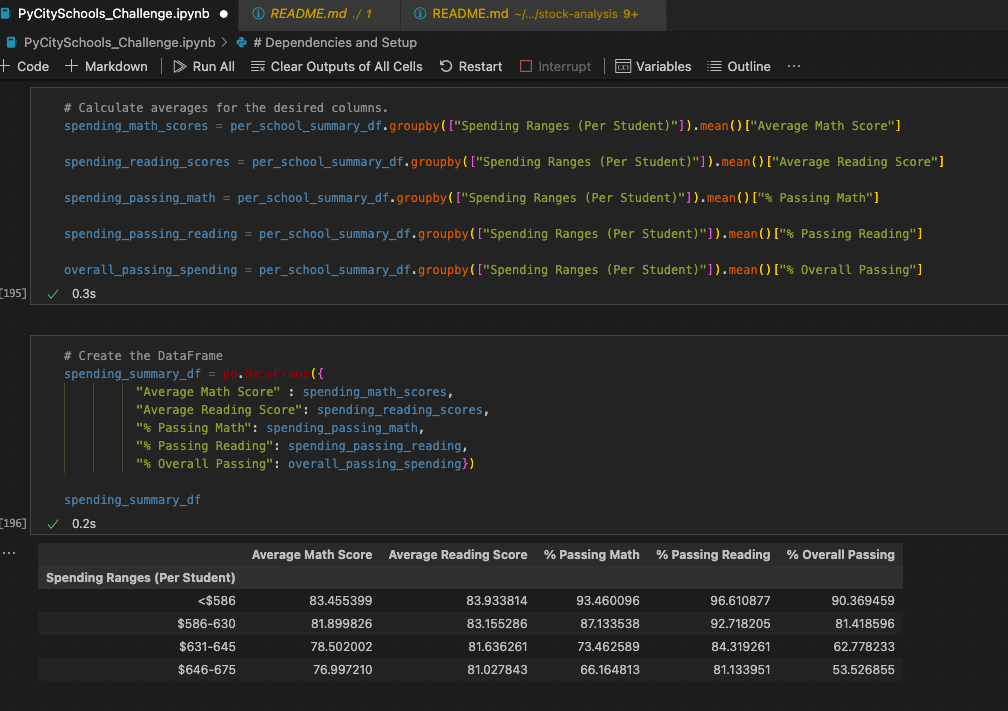 PyCitySchools_Challenge.ipynb ● README.md ./ 1 README.md ~/.../stock-analysis 9+
PyCitySchools_Challenge.ipynb > # Dependencies and Setup
+ Code + Markdown Run All Clear Outputs of All Cells Restart Interrupt Variables Outline ...
# Calculate averages for the desired columns.
spending_math_scores = per_school_summary_df.groupby(["Spending Ranges (Per Student)"]).mean()["Average Math Score"]
spending_reading_scores = per_school_summary_df.groupby(["Spending Ranges (Per Student)"]).mean()["Average Reading Score"]
spending_passing_math = per_school_summary_df.groupby(["Spending Ranges (Per Student)"]).mean()["% Passing Math"]
spending_passing_reading = per_school_summary_df.groupby(["Spending Ranges (Per Student)"]).mean()["% Passing Reading"]
overall_passing_spending = per_school_summary_df.groupby(["Spending Ranges (Per Student)"]).mean()["% Overall Passing"]
[195] ✓ 0.3s
# Create the DataFrame
spending_summary_df = pd.DataFrame({
"Average Math Score" : spending_math_scores,
"Average Reading Score": spending_reading_scores,
"% Passing Math": spending_passing_math,
"% Passing Reading": spending_passing_reading,
"% Overall Passing": overall_passing_spending})
spending_summary_df
[196] ✓ 0.2s
... Average Math Score Average Reading Score % Passing Math % Passing Reading % Overall Passing
Spending Ranges (Per Student)
<$586 83.455399 83.933814 93.460096 96.610877 90.369459
$586-630 81.899826 83.155286 87.133538 92.718205 81.418596
$631-645 78.502002 81.636261 73.462589 84.319261 62.778233
$646-675 76.997210 81.027843 66.164813 81.133951 53.526855